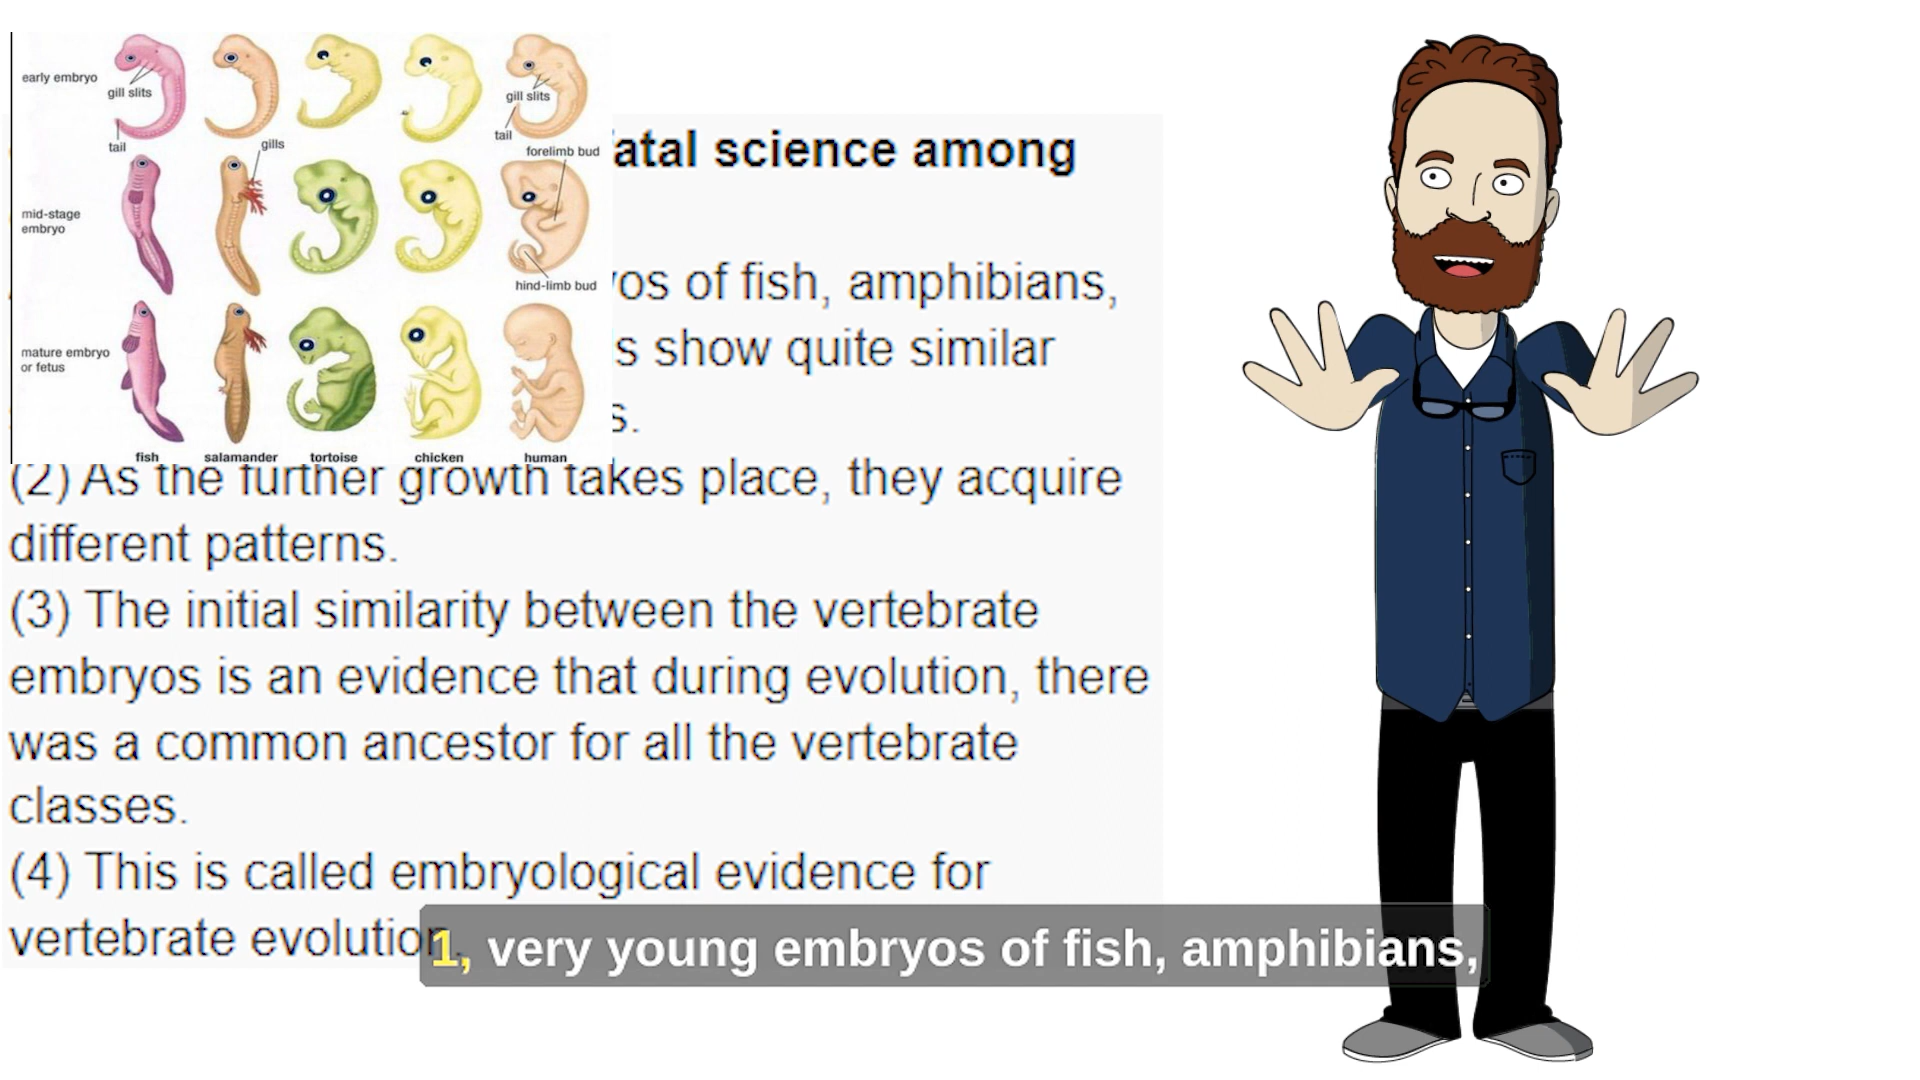 early embryo
gill slits
gill slits
tail
tail
gills
forelimb bud
mid-stage
embryo
hind-limb bud
mature embryo
or fetus
fish salamander tortoise chicken human
science among
of fish, amphibians,
show quite similar
(2) As the further growth takes place, they acquire
different patterns.
(3) The initial similarity between the vertebrate
embryos is an evidence that during evolution, there
was a common ancestor for all the vertebrate
classes.
(4) This is called embryological evidence for
vertebrate evolution.
1, very young embryos of fish, amphibians,